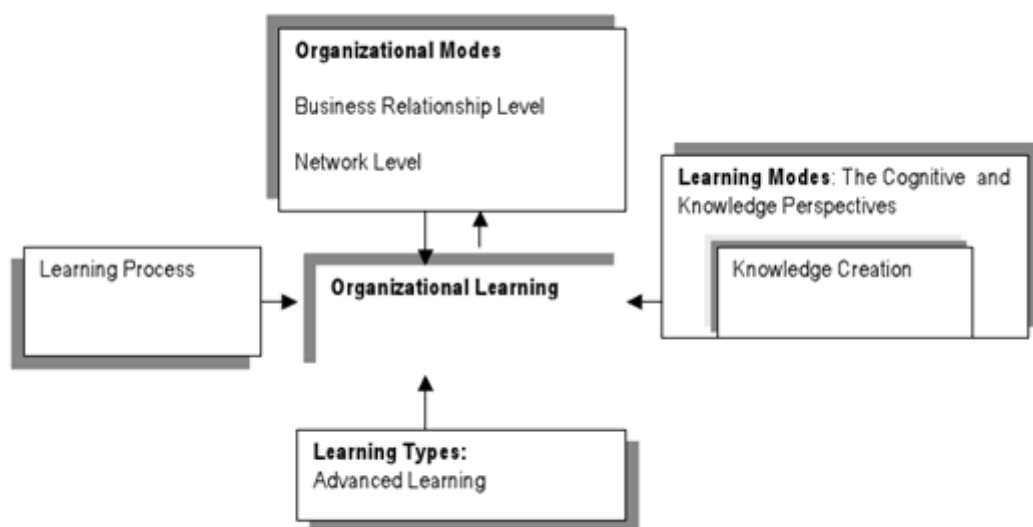 Organizational Modes
Business Relationship Level
Network Level
Learning Modes: The Cognitive and
Knowledge Perspectives
Knowledge Creation
Learning Process
Organizational Learning
Learning Types:
Advanced Learning